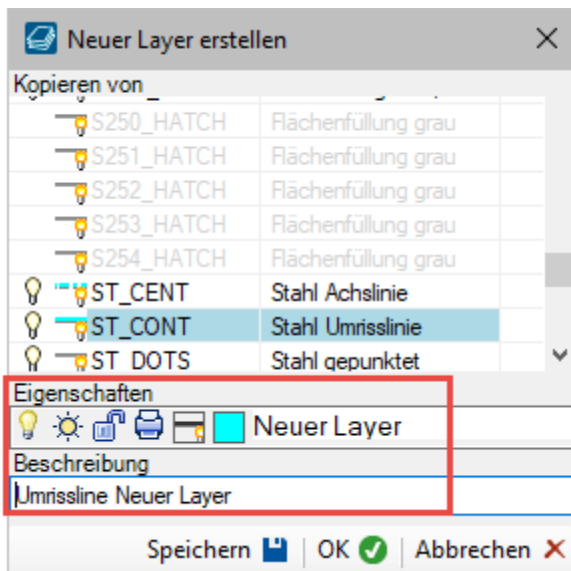 Neuer Layer erstellen
Kopieren von
S250_HATCH Flächenfüllung grau
S251_HATCH Flächenfüllung grau
S252_HATCH Flächenfüllung grau
S253_HATCH Flächenfüllung grau
S254_HATCH Flächenfüllung grau
ST_CENT Stahl Achslinie
ST_CONT Stahl Umrisslinie
ST_DOTS Stahl gepunktet
Eigenschaften
Neuer Layer
Beschreibung
Umrissline Neuer Layer
Speichern OK Abbrechen